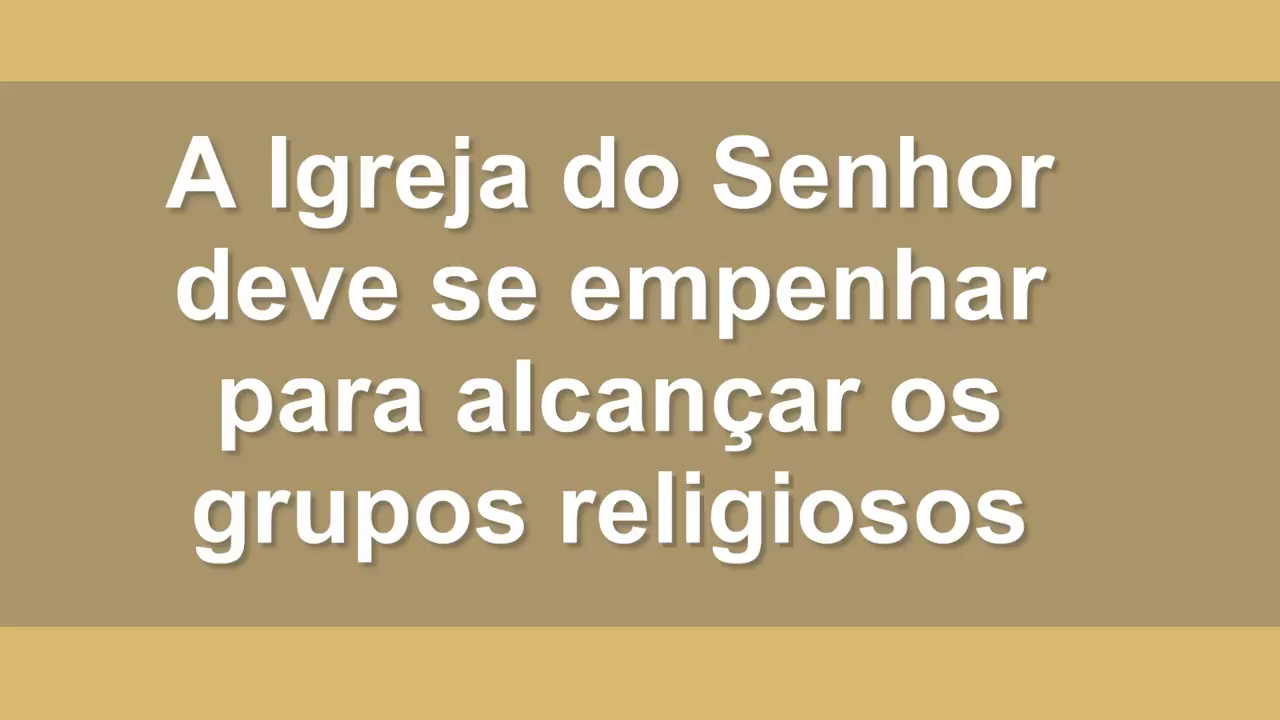 A Igreja do Senhor
deve se empenhar
para alcançar os
grupos religiosos